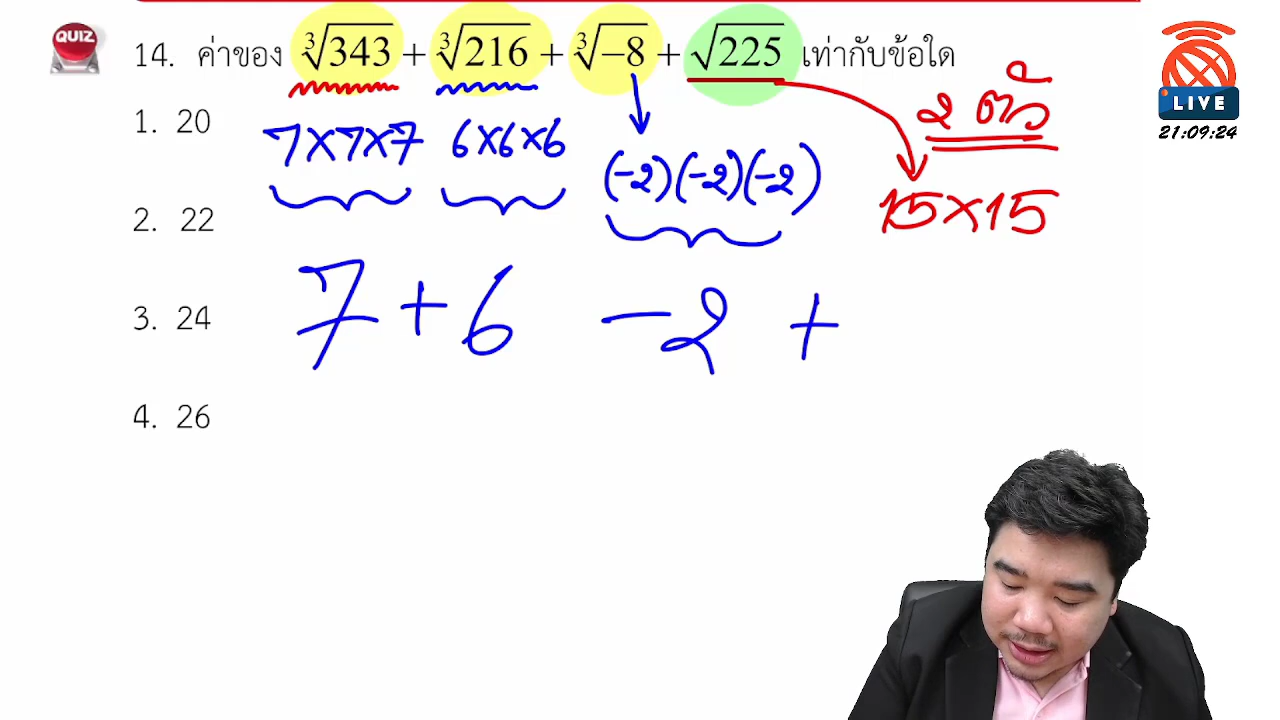 QUIZ
14. ค่าของ ∛343 + ∛216 + ∛−8 + √225 เท่ากับข้อใด
LIVE
21:09:24
2 ตัว
1. 20
7×7×7 6×6×6 (−2)(−2)(−2)
15×15
2. 22
7 + 6 −2 +
3. 24
4. 26